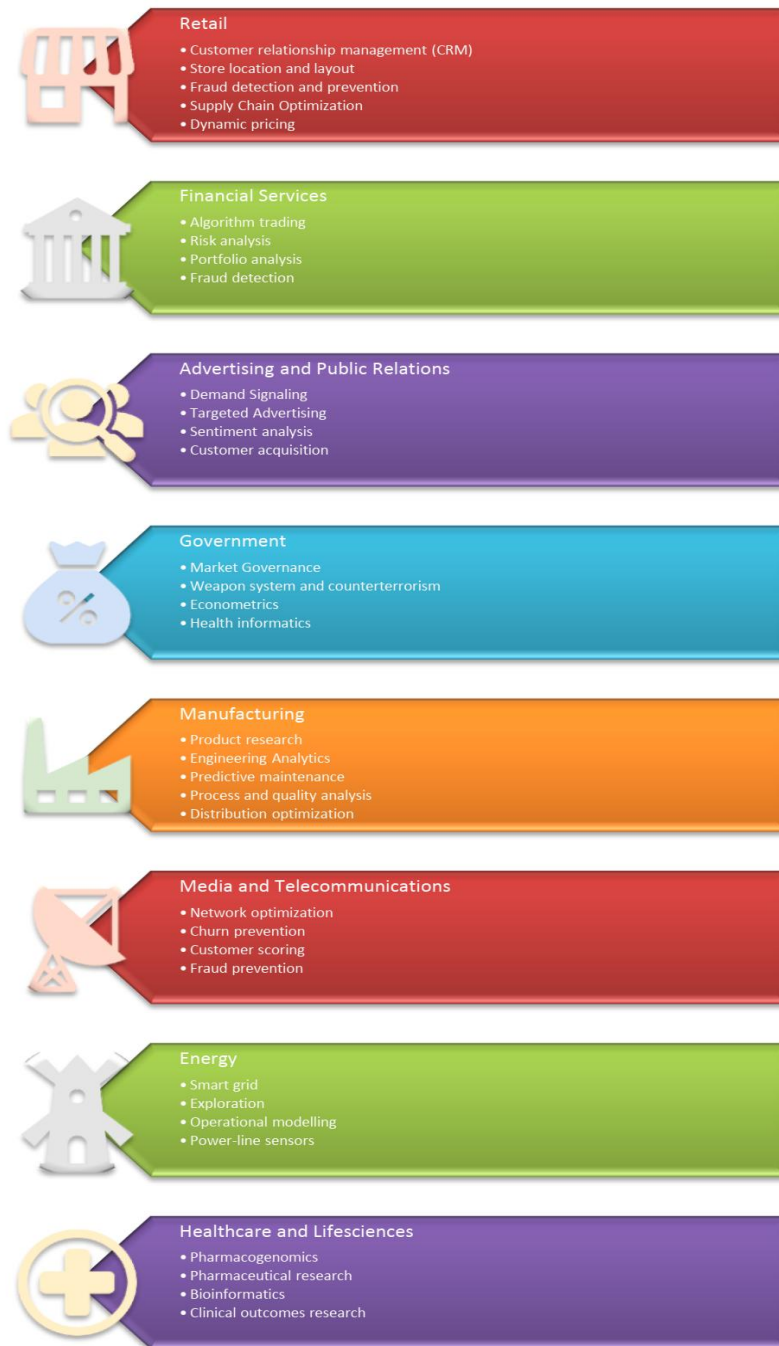 Retail
• Customer relationship management (CRM)
• Store location and layout
• Fraud detection and prevention
• Supply Chain Optimization
• Dynamic pricing
Financial Services
• Algorithm trading
• Risk analysis
• Portfolio analysis
• Fraud detection
Advertising and Public Relations
• Demand Signaling
• Targeted Advertising
• Sentiment analysis
• Customer acquisition
Government
• Market Governance
• Weapon system and counterterrorism
• Econometrics
• Health informatics
Manufacturing
• Product research
• Engineering Analytics
• Predictive maintenance
• Process and quality analysis
• Distribution optimization
Media and Telecommunications
• Network optimization
• Churn prevention
• Customer scoring
• Fraud prevention
Energy
• Smart grid
• Exploration
• Operational modelling
• Power-line sensors
Healthcare and Lifesciences
• Pharmacogenomics
• Pharmaceutical research
• Bioinformatics
• Clinical outcomes research